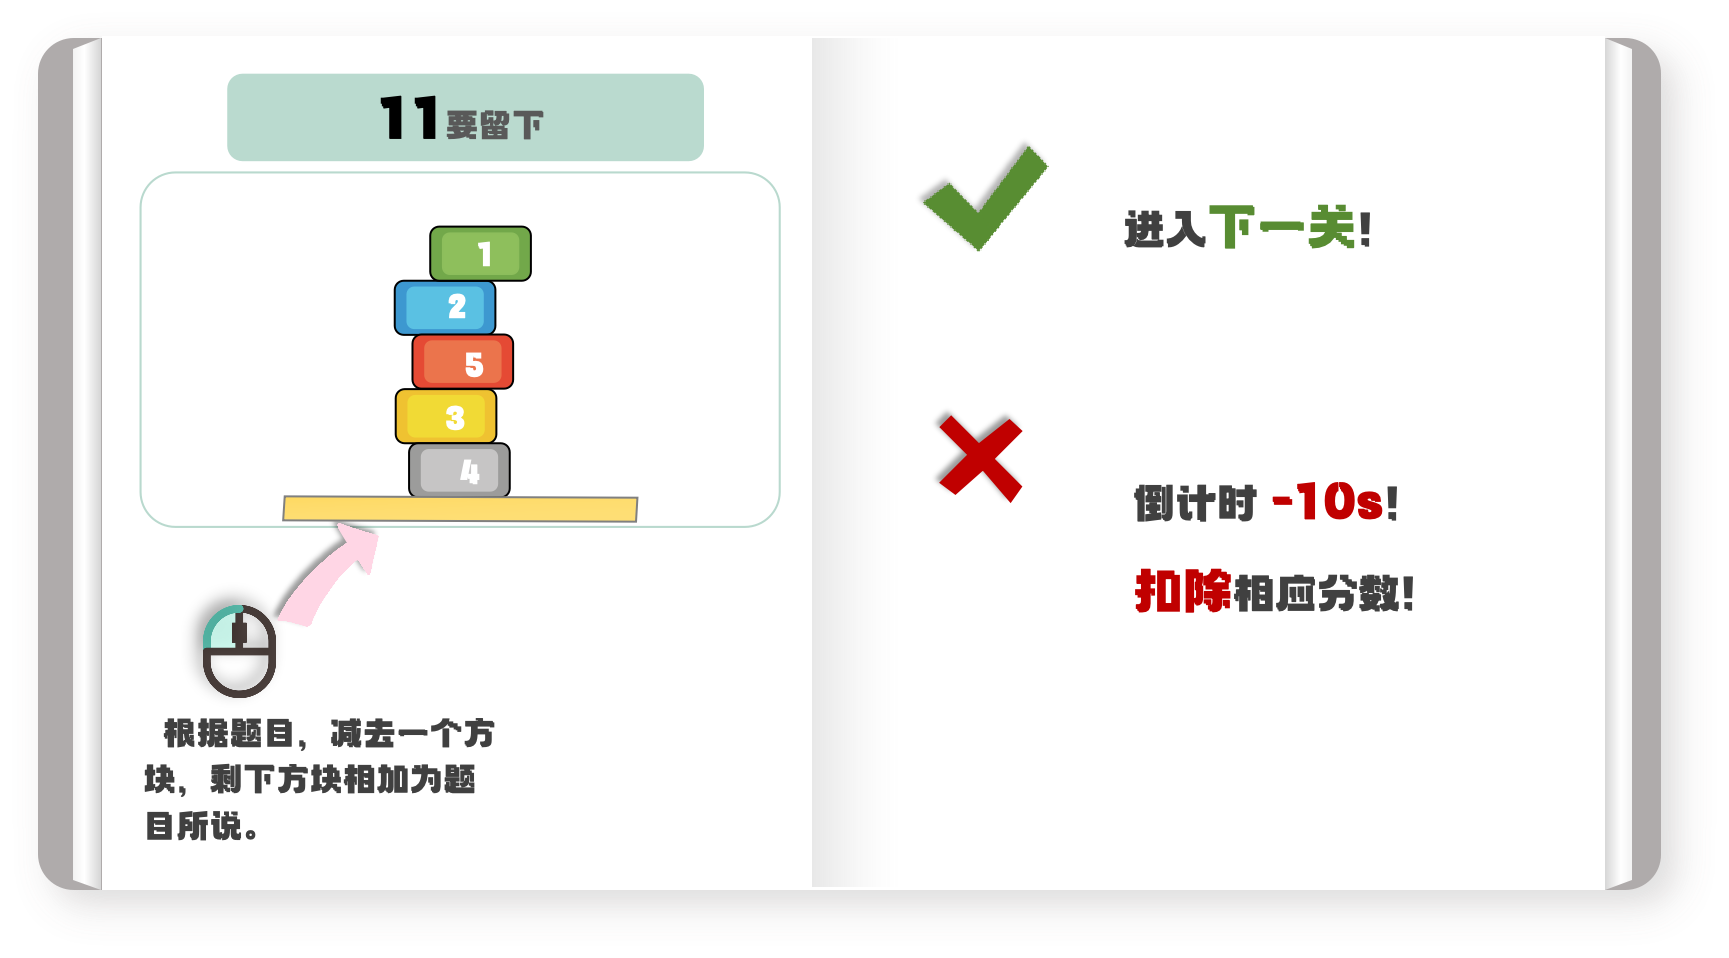 11要留下
1
2
5
3
4
根据题目，减去一个方
块，剩下方块相加为题
目所说。
进入下一关！
倒计时 -10s！
扣除相应分数！